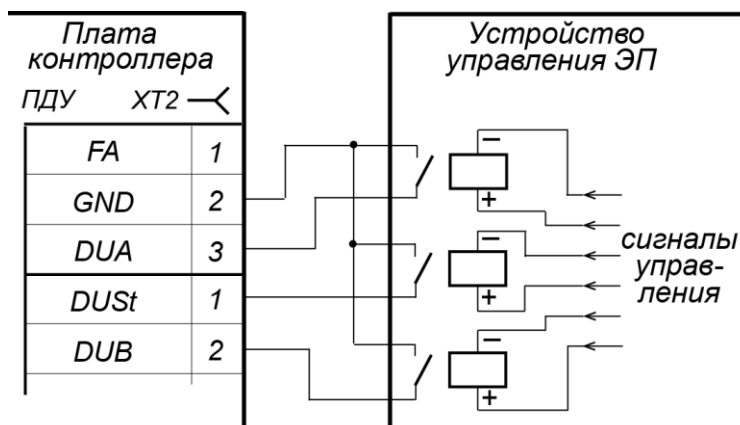 Плата
контроллера
ПДУ XT2
FA 1
GND 2
DUA 3
DUSt 1
DUB 2
Устройство
управления ЭП
− +
− +
− +
сигналы
управ-
ления